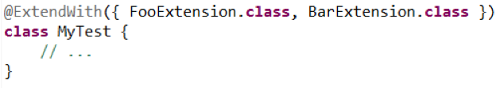 @ExtendWith({ FooExtension.class, BarExtension.class })
class MyTest {
    // ...
}